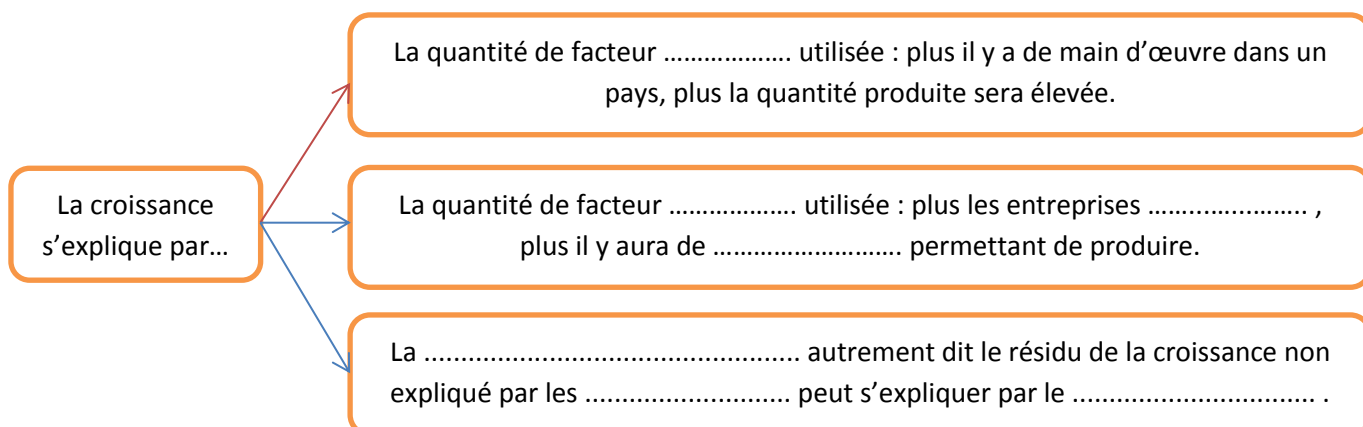 La quantité de facteur ………………. utilisée : plus il y a de main d’œuvre dans un
pays, plus la quantité produite sera élevée.
La croissance
s’explique par…
La quantité de facteur ………………. utilisée : plus les entreprises ……...…...……….. ,
plus il y aura de ………………………. permettant de produire.
La ................................................. autrement dit le résidu de la croissance non
expliqué par les ........................... peut s’expliquer par le ................................ .